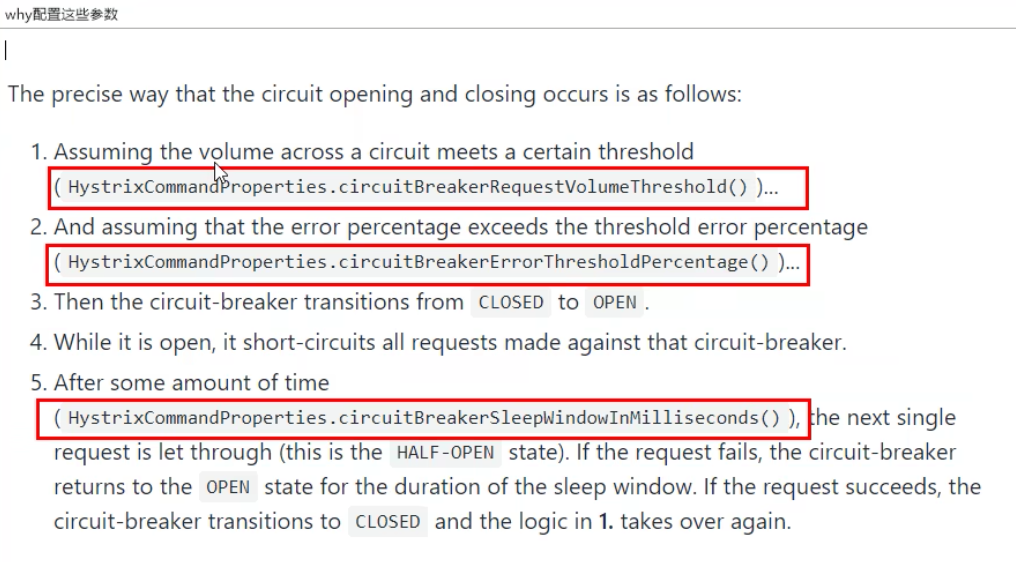 why配置这些参数
The precise way that the circuit opening and closing occurs is as follows:
1. Assuming the volume across a circuit meets a certain threshold
( HystrixCommandProperties.circuitBreakerRequestVolumeThreshold() )...
2. And assuming that the error percentage exceeds the threshold error percentage
( HystrixCommandProperties.circuitBreakerErrorThresholdPercentage() )...
3. Then the circuit-breaker transitions from CLOSED to OPEN .
4. While it is open, it short-circuits all requests made against that circuit-breaker.
5. After some amount of time
( HystrixCommandProperties.circuitBreakerSleepWindowInMilliseconds() ), the next single
request is let through (this is the HALF-OPEN state). If the request fails, the circuit-breaker
returns to the OPEN state for the duration of the sleep window. If the request succeeds, the
circuit-breaker transitions to CLOSED and the logic in 1. takes over again.